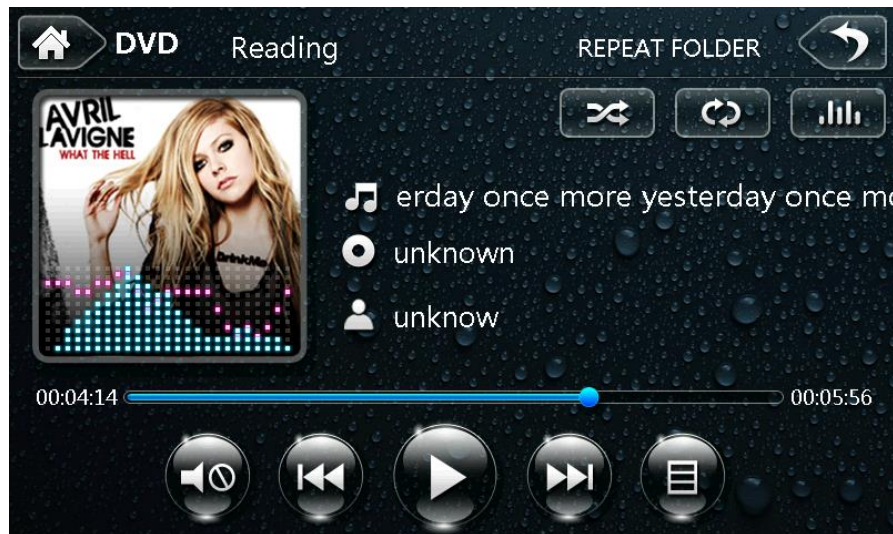 DVD Reading REPEAT FOLDER
AVRIL
LAVIGNE
WHAT THE HELL
DrinkMe
erday once more yesterday once mo
unknown
unknow
00:04:14 00:05:56